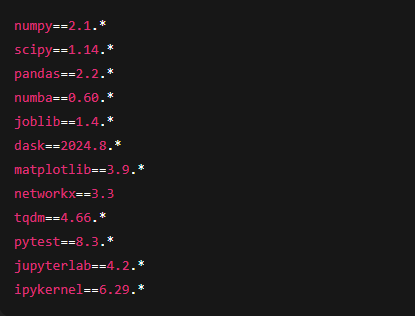 numpy==2.1.*
scipy==1.14.*
pandas==2.2.*
numba==0.60.*
joblib==1.4.*
dask==2024.8.*
matplotlib==3.9.*
networkx==3.3
tqdm==4.66.*
pytest==8.3.*
jupyterlab==4.2.*
ipykernel==6.29.*